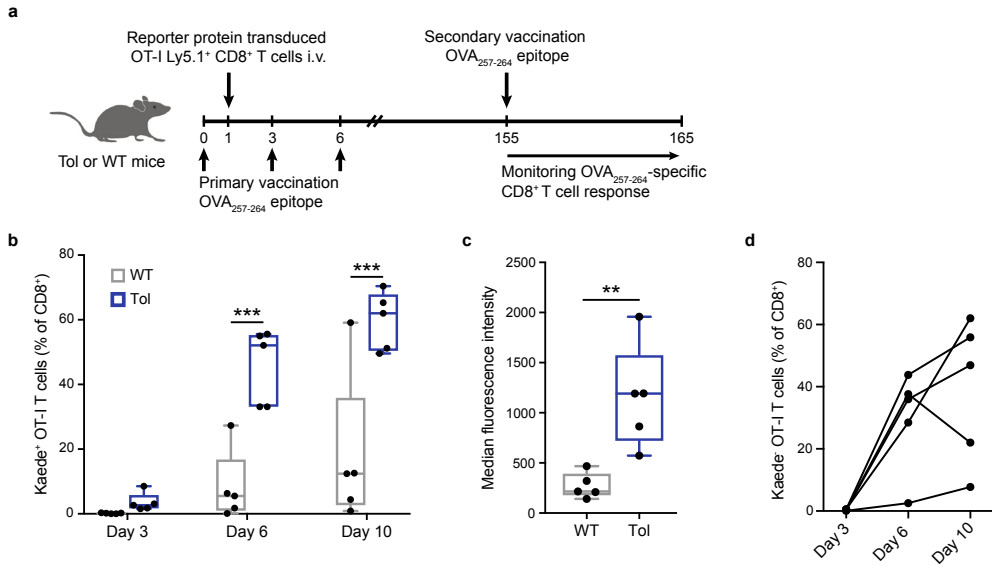 a
Reporter protein transduced
OT-I Ly5.1⁺ CD8⁺ T cells i.v.
Secondary vaccination
OVA₂₅₇₋₂₆₄ epitope
0 1 3 6 155 165
Tol or WT mice
Primary vaccination
OVA₂₅₇₋₂₆₄ epitope
Monitoring OVA₂₅₇₋₂₆₄-specific
CD8⁺ T cell response
b
Kaede⁺ OT-I T cells (% of CD8⁺)
80
60
40
20
0
WT
Tol
***
***
Day 3 Day 6 Day 10
c
Median fluorescence intensity
2500
2000
1500
1000
500
0
**
WT Tol
d
Kaede⁻ OT-I T cells (% of CD8⁺)
80
60
40
20
0
Day 3 Day 6 Day 10